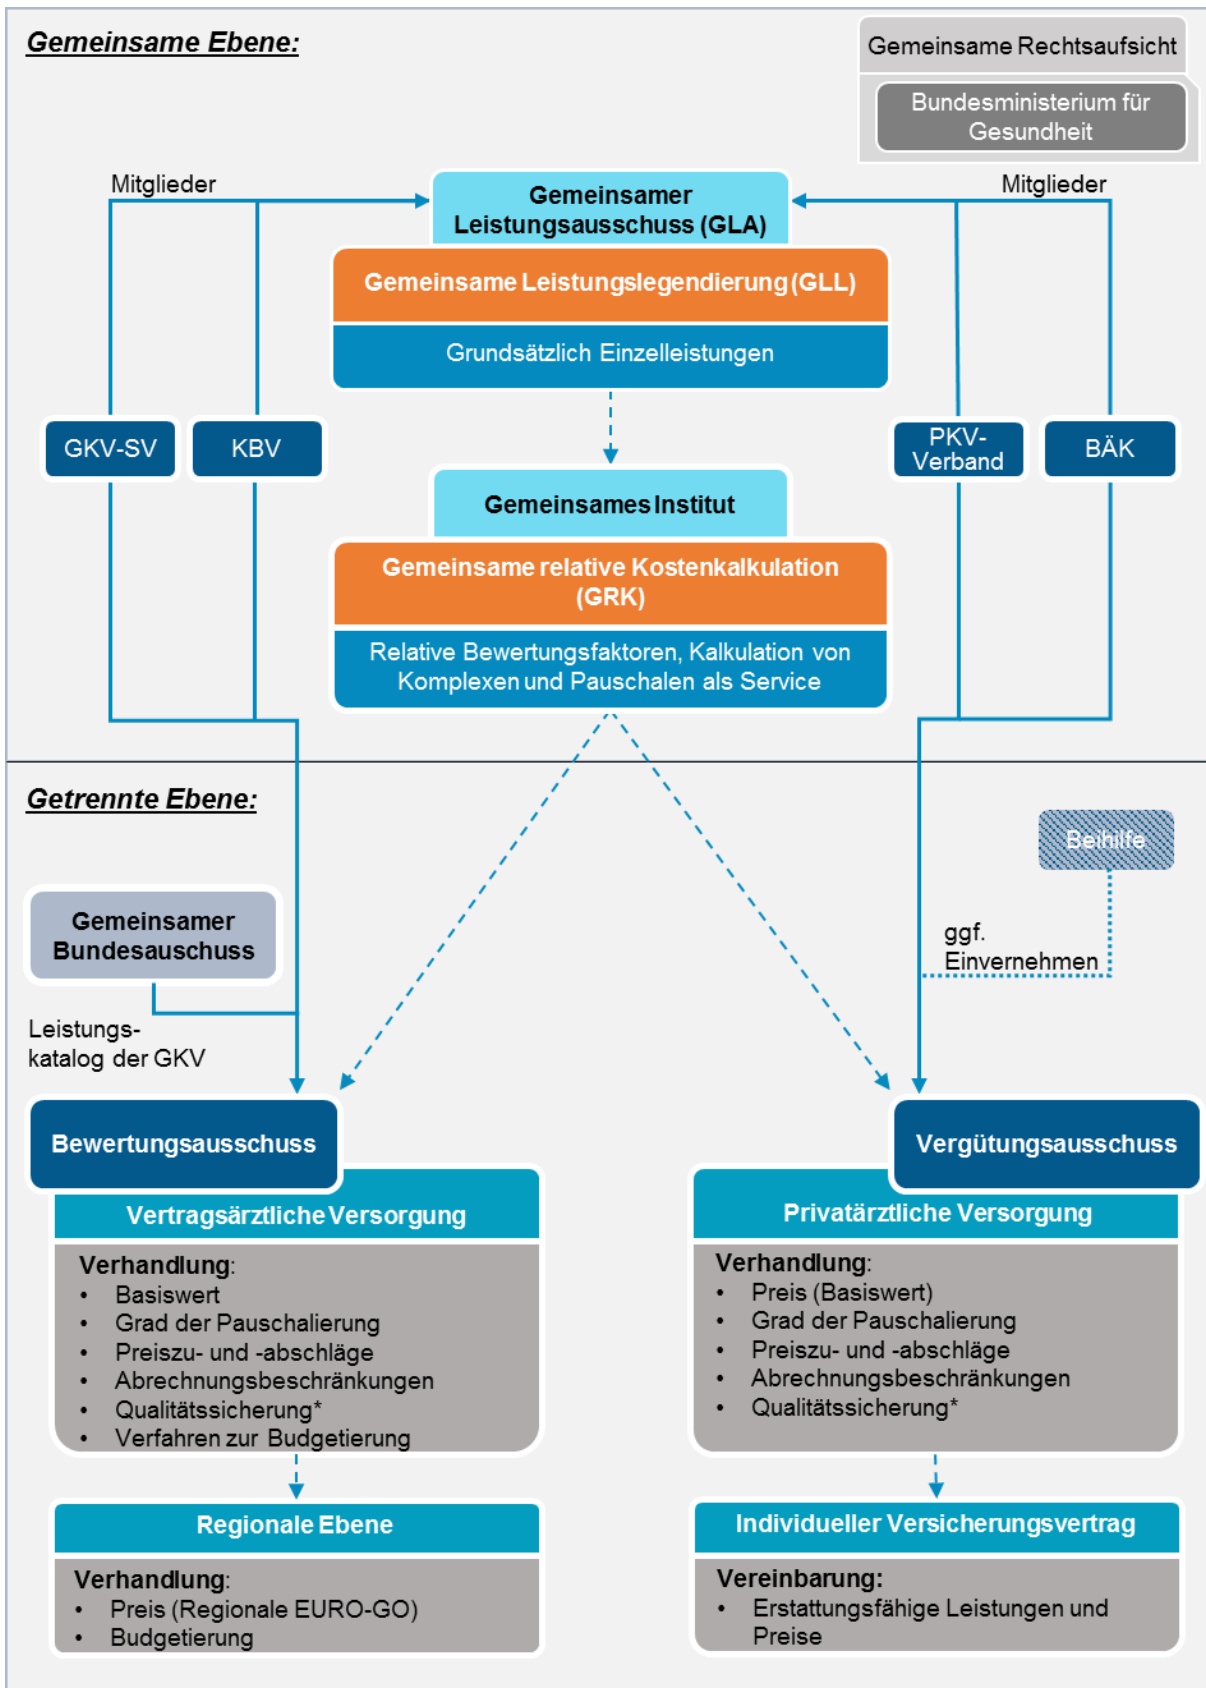 Gemeinsame Ebene:
Gemeinsame Rechtsaufsicht
Bundesministerium für
Gesundheit
Mitglieder
Mitglieder
Gemeinsamer
Leistungsausschuss (GLA)
Gemeinsame Leistungslegendierung (GLL)
Grundsätzlich Einzelleistungen
GKV-SV
KBV
PKV-
Verband
BÄK
Gemeinsames Institut
Gemeinsame relative Kostenkalkulation
(GRK)
Relative Bewertungsfaktoren, Kalkulation von
Komplexen und Pauschalen als Service
Getrennte Ebene:
Beihilfe
Gemeinsamer
Bundesauschuss
ggf.
Einvernehmen
Leistungs-
katalog der GKV
Bewertungsausschuss
Vertragsärztliche Versorgung
Verhandlung:
• Basiswert
• Grad der Pauschalierung
• Preiszu- und -abschläge
• Abrechnungsbeschränkungen
• Qualitätssicherung*
• Verfahren zur Budgetierung
Regionale Ebene
Verhandlung:
• Preis (Regionale EURO-GO)
• Budgetierung
Vergütungsausschuss
Privatärztliche Versorgung
Verhandlung:
• Preis (Basiswert)
• Grad der Pauschalierung
• Preiszu- und -abschläge
• Abrechnungsbeschränkungen
• Qualitätssicherung*
Individueller Versicherungsvertrag
Vereinbarung:
• Erstattungsfähige Leistungen und
Preise